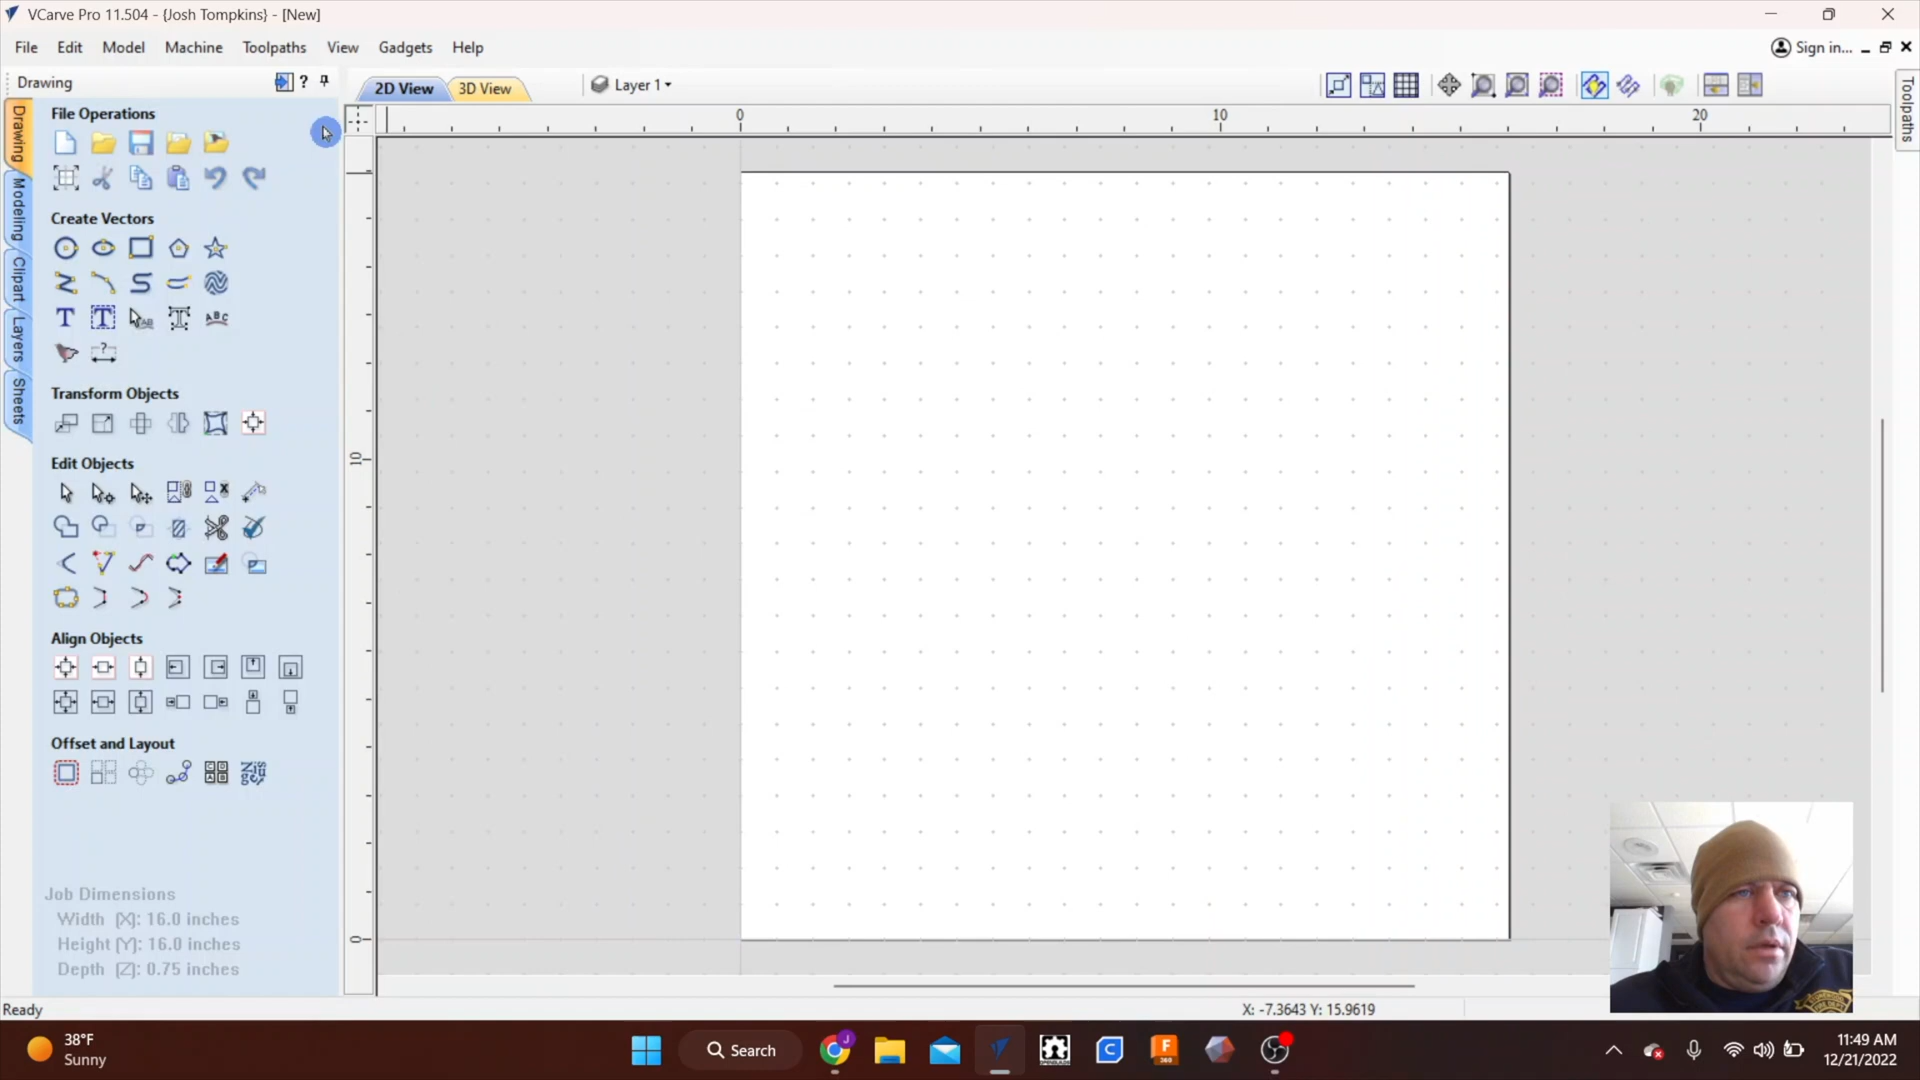 VCarve Pro 11.504 - {Josh Tompkins} - [New]
File Edit Model Machine Toolpaths View Gadgets Help
Sign in...
Drawing
?
2D View
3D View
Layer 1
0 10 20
Toolpaths
Drawing
Modeling
Clipart
Layers
Sheets
File Operations
Create Vectors
Transform Objects
Edit Objects
Align Objects
Offset and Layout
Job Dimensions
Width (X): 16.0 inches
Height (Y): 16.0 inches
Depth (Z): 0.75 inches
10
0
Ready
X: -7.3643 Y: 15.9619
38°F
Sunny
Search
11:49 AM
12/21/2022